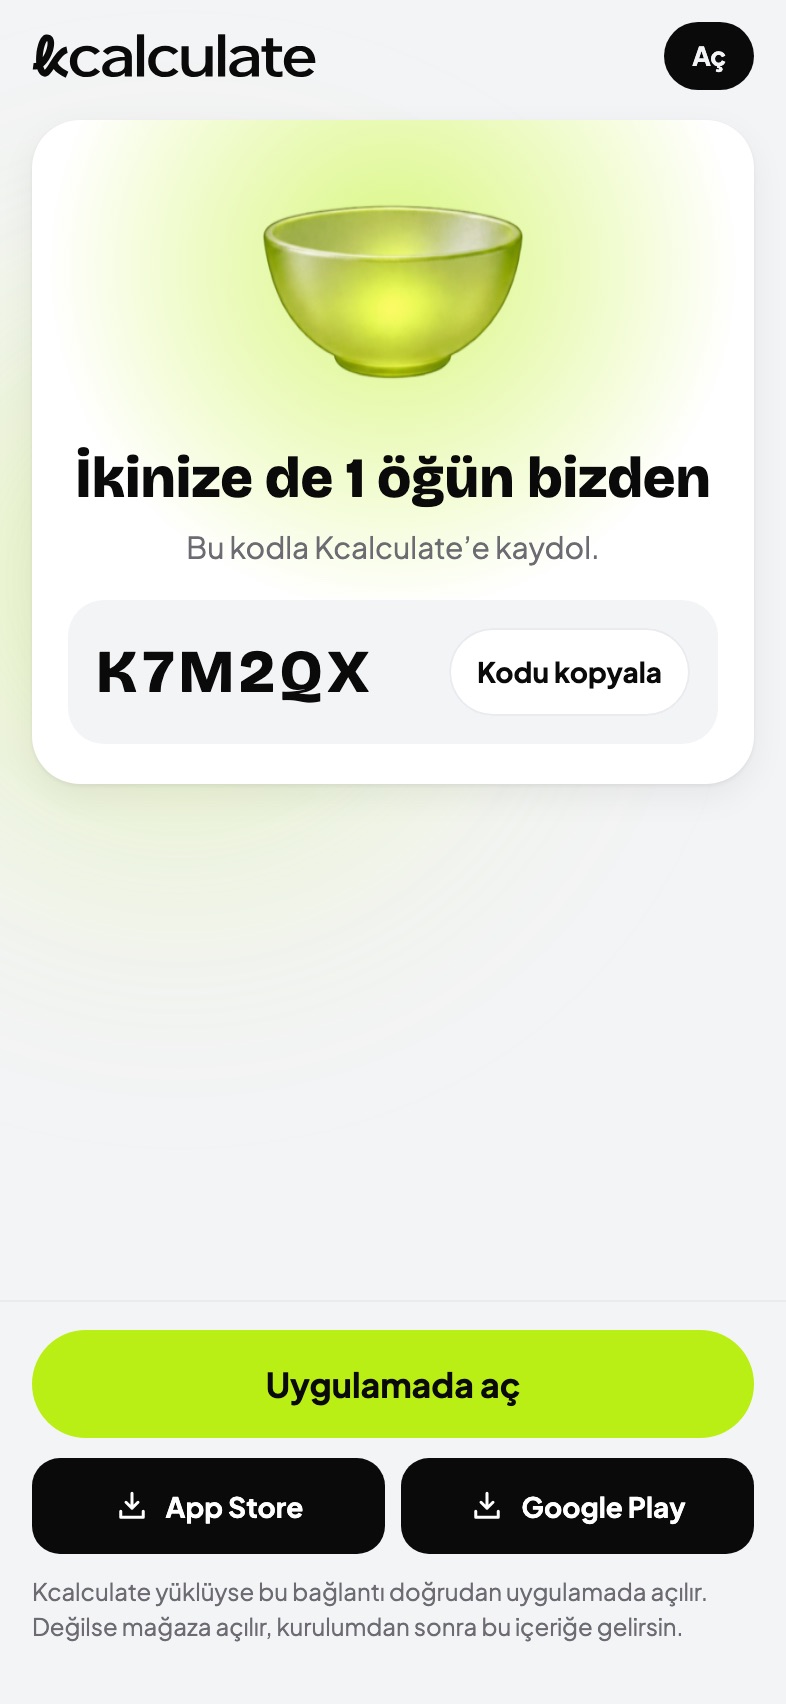 kcalculate
Aç
İkinize de 1 öğün bizden
Bu kodla Kcalculate’e kaydol.
K7M2QX
Kodu kopyala
Uygulamada aç
App Store
Google Play
Kcalculate yüklüyse bu bağlantı doğrudan uygulamada açılır.
Değilse mağaza açılır, kurulumdan sonra bu içeriğe gelirsin.